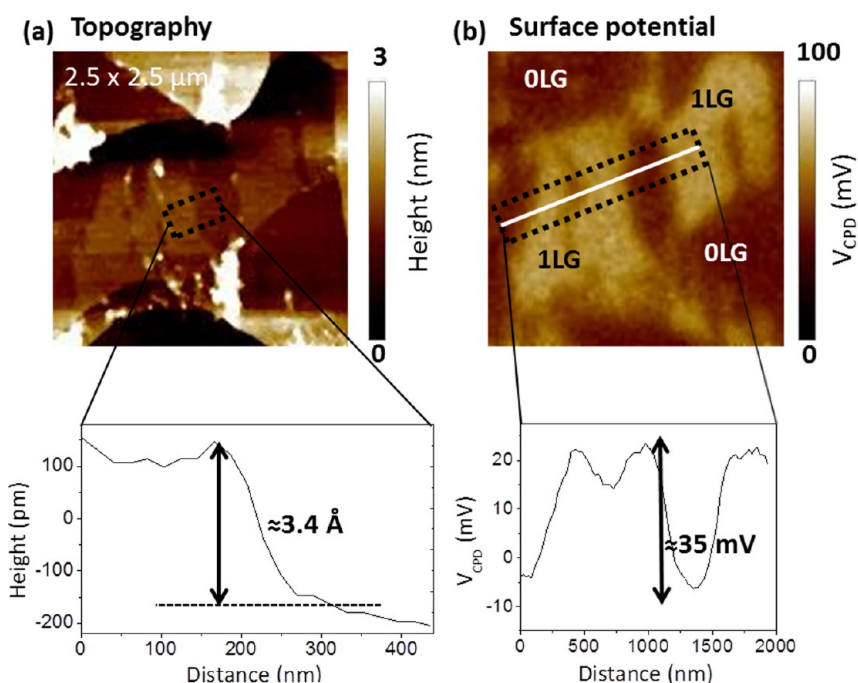 (a) Topography
2.5 x 2.5 µm
3
Height (nm)
0
(b) Surface potential
0LG
1LG
1LG
0LG
100
V_CPD (mV)
0
100
0
-100
-200
Height (pm)
≈3.4 Å
0 100 200 300 400
Distance (nm)
20
10
0
-10
V_CPD (mV)
≈35 mV
0 500 1000 1500 2000
Distance (nm)